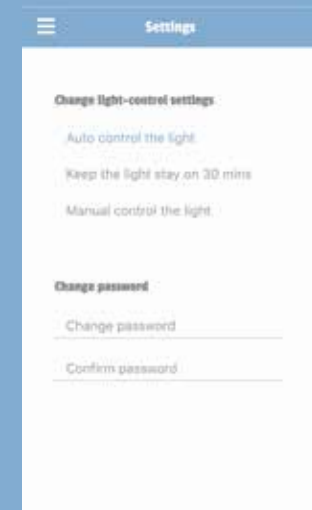 Settings
Change light-control settings
Auto control the light
Keep the light stay on 30 mins
Manual control the light
Change password
Change password
Confirm password